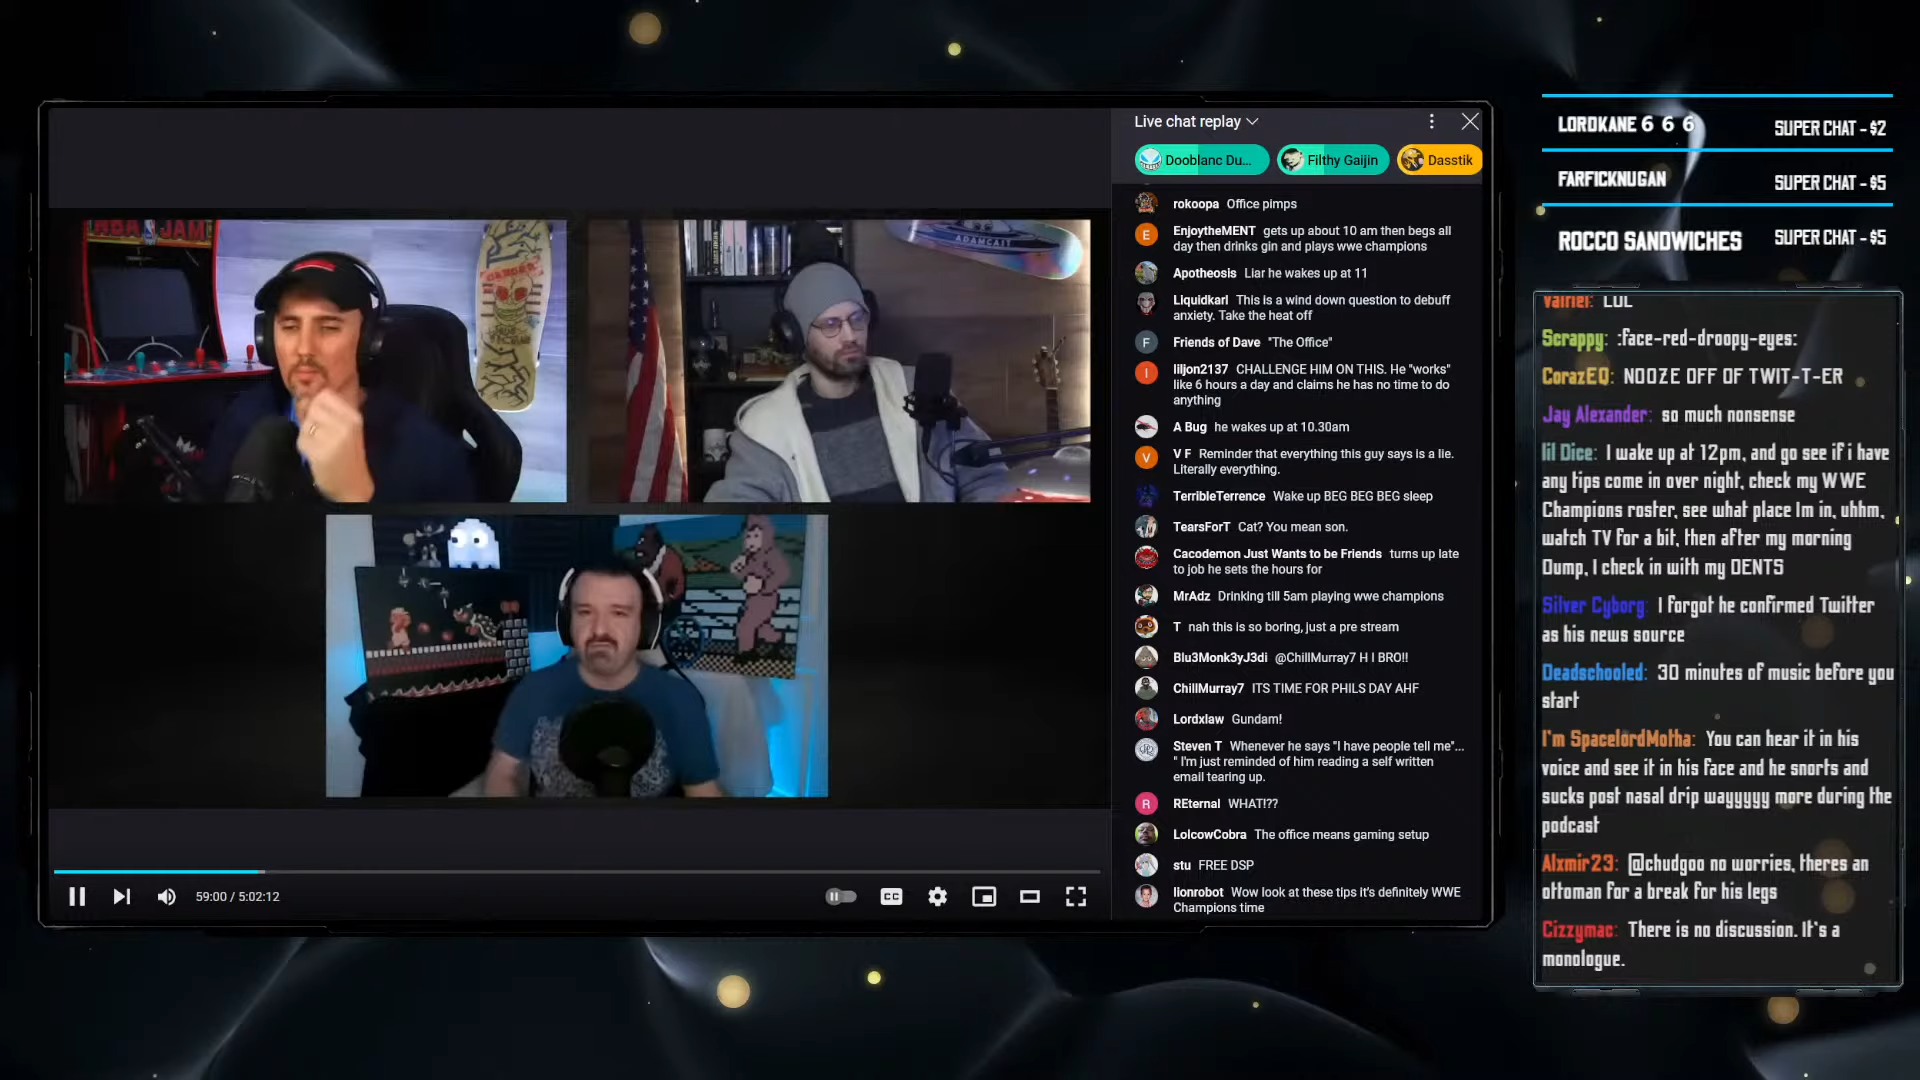 NBA JAM
ADAMCAIT
59:00 / 5:02:12
CC
Live chat replay
Dooblanc Du...
Filthy Gaijin
Dasstik
rokoopa Office pimps
E
EnjoytheMENT gets up about 10 am then begs all
day then drinks gin and plays wwe champions
Apotheosis Liar he wakes up at 11
Liquidkarl This is a wind down question to debuff
anxiety. Take the heat off
F
Friends of Dave "The Office"
l
liljon2137 CHALLENGE HIM ON THIS. He "works"
like 6 hours a day and claims he has no time to do
anything
A Bug he wakes up at 10.30am
V
V F Reminder that everything this guy says is a lie.
Literally everything.
TerribleTerrence Wake up BEG BEG BEG sleep
TearsForT Cat? You mean son.
Cacodemon Just Wants to be Friends turns up late
to job he sets the hours for
MrAdz Drinking till 5am playing wwe champions
T nah this is so boring, just a pre stream
Blu3Monk3yJ3di @ChillMurray7 H I BRO!!
ChillMurray7 ITS TIME FOR PHILS DAY AHF
Lordxlaw Gundam!
Steven T Whenever he says "I have people tell me"...
" I'm just reminded of him reading a self written
email tearing up.
R
REternal WHAT!??
LolcowCobra The office means gaming setup
stu FREE DSP
lionrobot Wow look at these tips it's definitely WWE
Champions time
LORDKANE 6 6 6 SUPER CHAT - $2
FARFICKNUGAN SUPER CHAT - $5
ROCCO SANDWICHES SUPER CHAT - $5
Valriel: LOL
Scrappy: :face-red-droopy-eyes:
CorazEQ: NOOZE OFF OF TWIT-T-ER
Jay Alexander: so much nonsense
lil Dice: I wake up at 12pm, and go see if i have
any tips come in over night, check my WWE
Champions roster, see what place Im in, uhhm,
watch TV for a bit, then after my morning
Dump, I check in with my DENTS
Silver Cyborg: I forgot he confirmed Twitter
as his news source
Deadschooled: 30 minutes of music before you
start
I'm SpacelordMotha: You can hear it in his
voice and see it in his face and he snorts and
sucks post nasal drip wayyyyy more during the
podcast
Alxmir23: @chudgoo no worries, theres an
ottoman for a break for his legs
Cizzymac: There is no discussion. It's a
monologue.